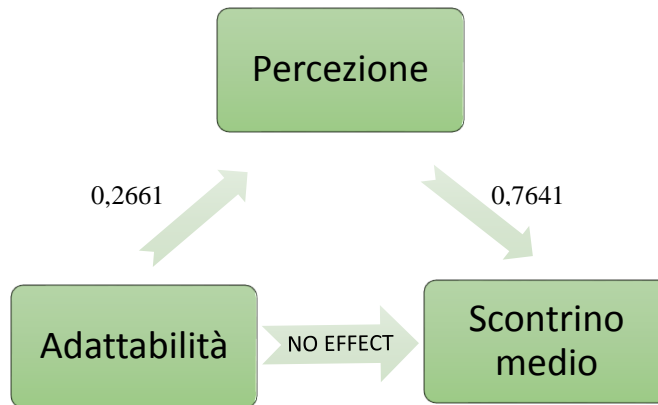 Percezione
0,2661
0,7641
Adattabilità
NO EFFECT
Scontrino
medio